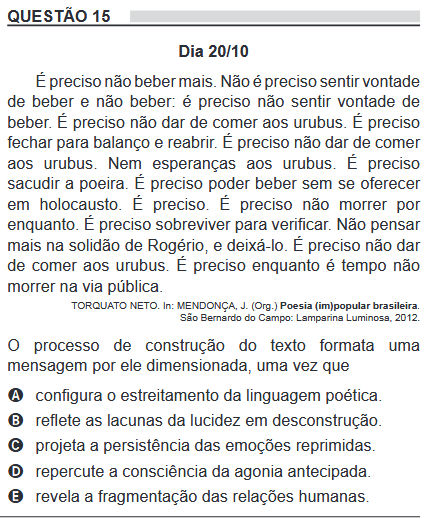 QUESTÃO 15
Dia 20/10
É preciso não beber mais. Não é preciso sentir vontade
de beber e não beber: é preciso não sentir vontade de
beber. É preciso não dar de comer aos urubus. É preciso
fechar para balanço e reabrir. É preciso não dar de comer
aos urubus. Nem esperanças aos urubus. É preciso
sacudir a poeira. É preciso poder beber sem se oferecer
em holocausto. É preciso. É preciso não morrer por
enquanto. É preciso sobreviver para verificar. Não pensar
mais na solidão de Rogério, e deixá-lo. É preciso não dar
de comer aos urubus. É preciso enquanto é tempo não
morrer na via pública.
TORQUATO NETO. In: MENDONÇA, J. (Org.) Poesia (im)popular brasileira.
São Bernardo do Campo: Lamparina Luminosa, 2012.
O processo de construção do texto formata uma
mensagem por ele dimensionada, uma vez que
A configura o estreitamento da linguagem poética.
B reflete as lacunas da lucidez em desconstrução.
C projeta a persistência das emoções reprimidas.
D repercute a consciência da agonia antecipada.
E revela a fragmentação das relações humanas.